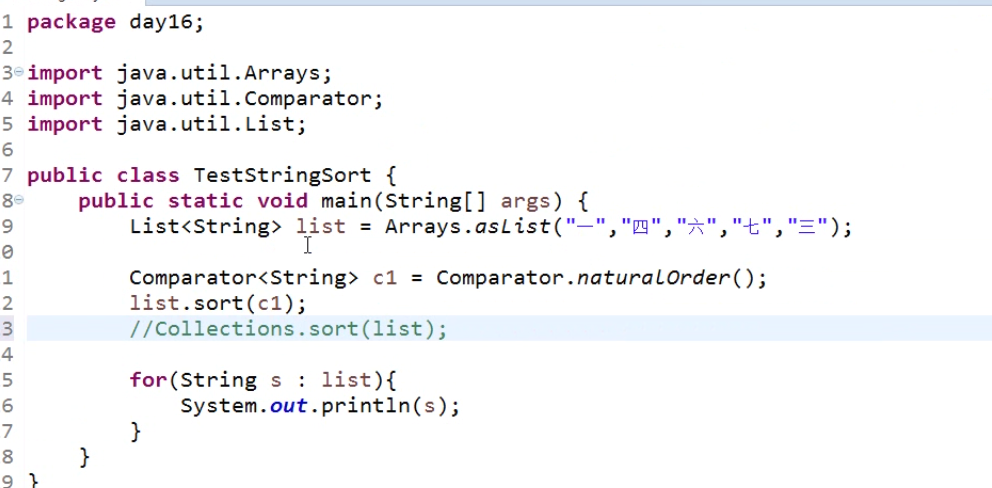 1 package day16;
2
3 import java.util.Arrays;
4 import java.util.Comparator;
5 import java.util.List;
6
7 public class TestStringSort {
8 public static void main(String[] args) {
9 List<String> list = Arrays.asList("一","四","六","七","三");
0
1 Comparator<String> c1 = Comparator.naturalOrder();
2 list.sort(c1);
3 //Collections.sort(list);
4
5 for(String s : list){
6 System.out.println(s);
7 }
8 }
9 }